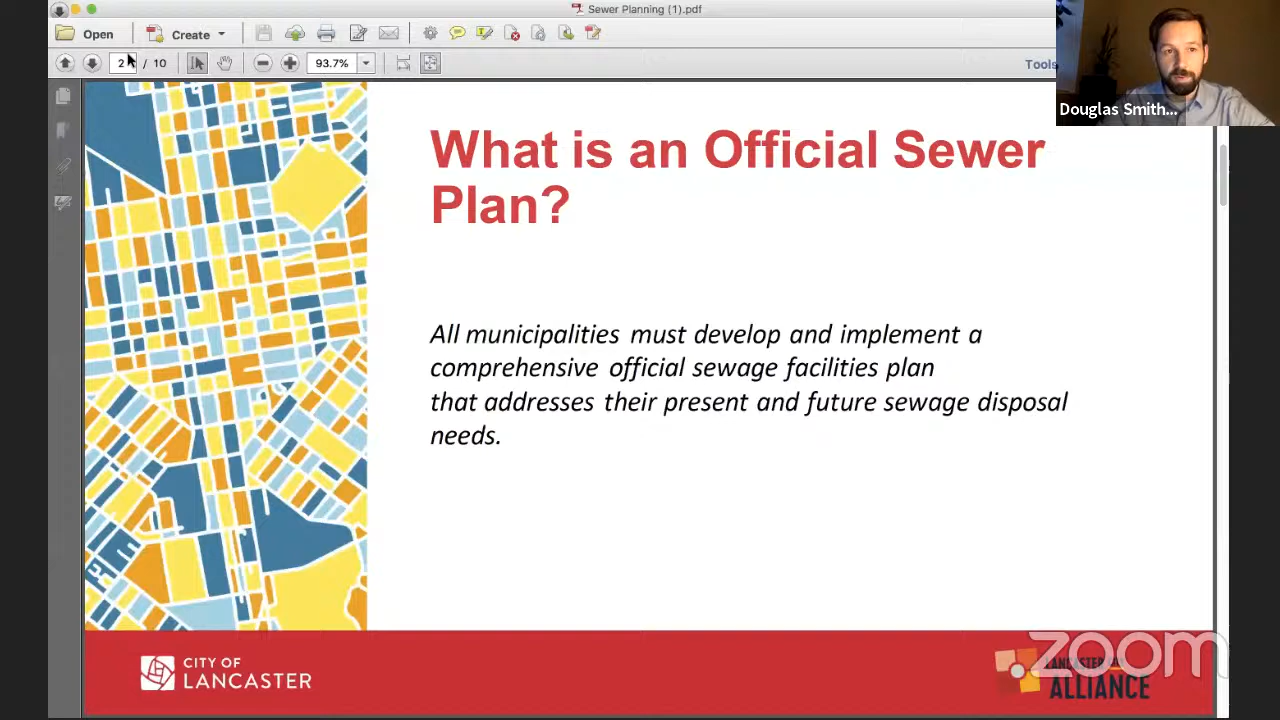 Sewer Planning (1).pdf
Open
Create
2 / 10
93.7%
Tools
Douglas Smith...
What is an Official Sewer
Plan?
All municipalities must develop and implement a
comprehensive official sewage facilities plan
that addresses their present and future sewage disposal
needs.
CITY OF
LANCASTER
zoom
LANCASTER
ALLIANCE